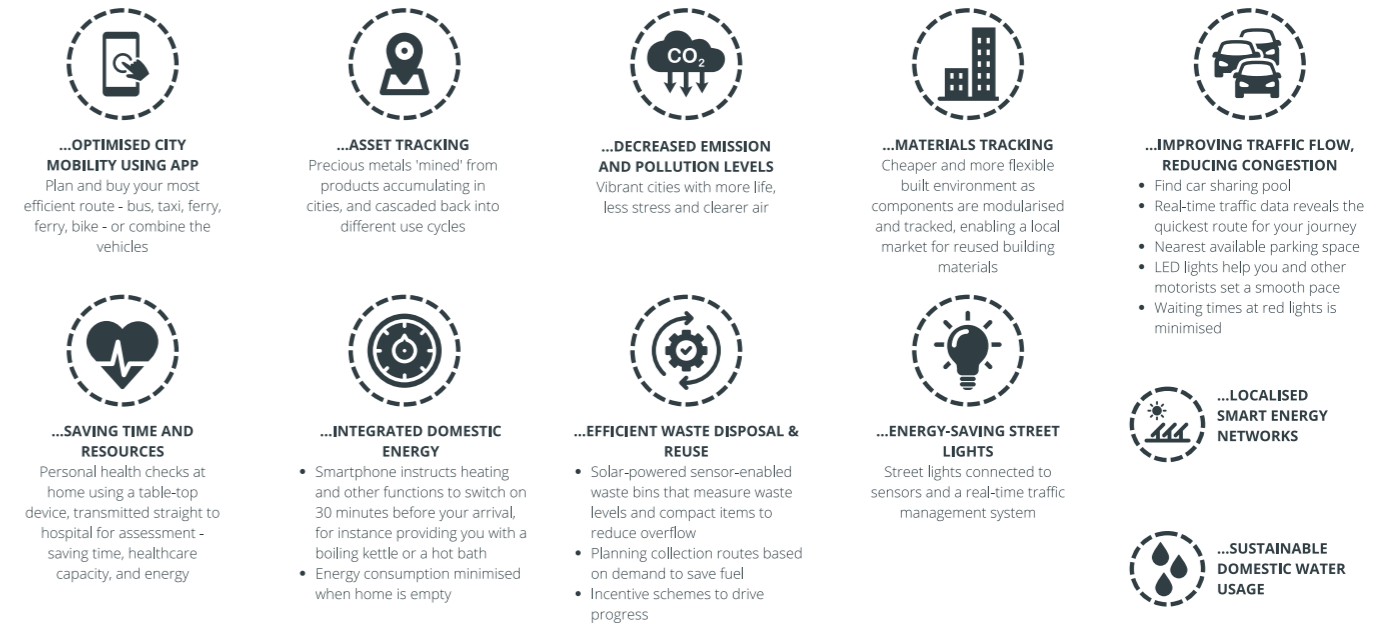 CO₂
...OPTIMISED CITY
MOBILITY USING APP
Plan and buy your most
efficient route - bus, taxi, ferry,
ferry, bike - or combine the
vehicles
...ASSET TRACKING
Precious metals 'mined' from
products accumulating in
cities, and cascaded back into
different use cycles
...DECREASED EMISSION
AND POLLUTION LEVELS
Vibrant cities with more life,
less stress and clearer air
...MATERIALS TRACKING
Cheaper and more flexible
built environment as
components are modularised
and tracked, enabling a local
market for reused building
materials
...IMPROVING TRAFFIC FLOW,
REDUCING CONGESTION
• Find car sharing pool
• Real-time traffic data reveals the
quickest route for your journey
• Nearest available parking space
• LED lights help you and other
motorists set a smooth pace
• Waiting times at red lights is
minimised
...SAVING TIME AND
RESOURCES
Personal health checks at
home using a table-top
device, transmitted straight to
hospital for assessment -
saving time, healthcare
capacity, and energy
...INTEGRATED DOMESTIC
ENERGY
• Smartphone instructs heating
and other functions to switch on
30 minutes before your arrival,
for instance providing you with a
boiling kettle or a hot bath
• Energy consumption minimised
when home is empty
...EFFICIENT WASTE DISPOSAL &
REUSE
• Solar-powered sensor-enabled
waste bins that measure waste
levels and compact items to
reduce overflow
• Planning collection routes based
on demand to save fuel
• Incentive schemes to drive
progress
...ENERGY-SAVING STREET
LIGHTS
Street lights connected to
sensors and a real-time traffic
management system
...LOCALISED
SMART ENERGY
NETWORKS
...SUSTAINABLE
DOMESTIC WATER
USAGE